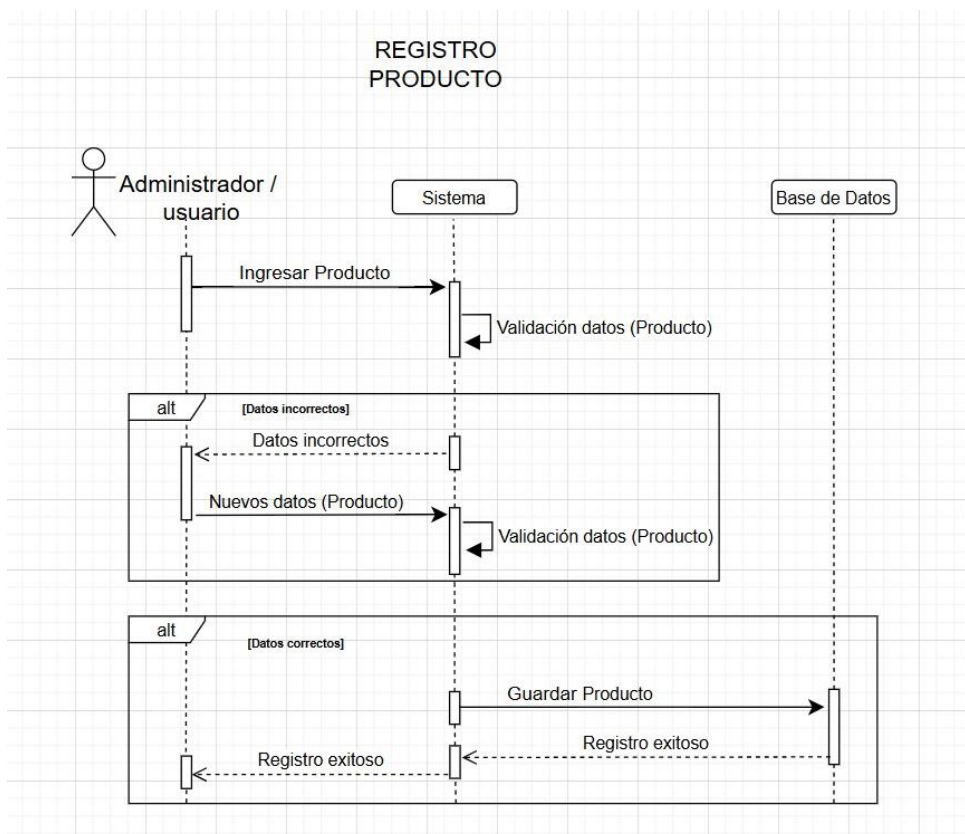 REGISTRO
PRODUCTO
Administrador /
usuario
Sistema
Base de Datos
Ingresar Producto
Validación datos (Producto)
alt
[Datos incorrectos]
Datos incorrectos
Nuevos datos (Producto)
Validación datos (Producto)
alt
[Datos correctos]
Guardar Producto
Registro exitoso
Registro exitoso